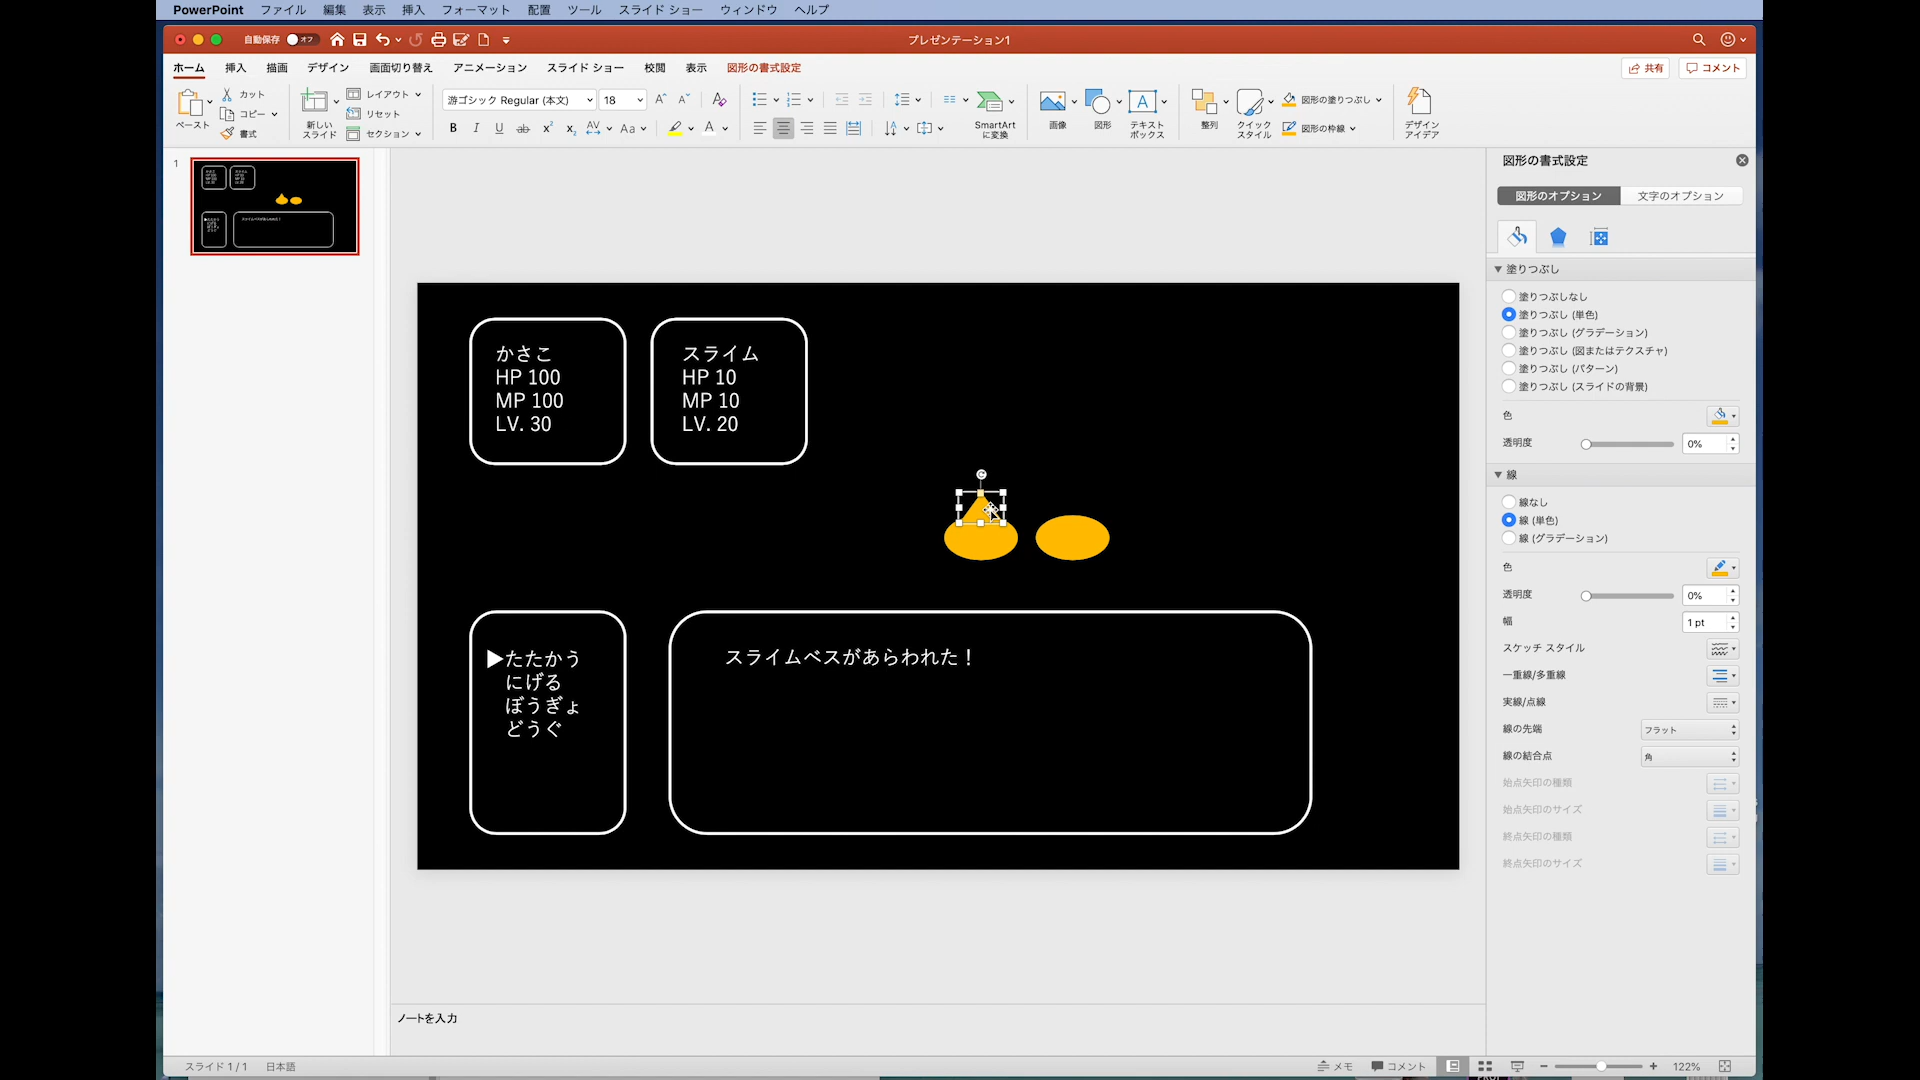 PowerPoint ファイル 編集 表示 挿入 フォーマット 配置 ツール スライド ショー ウィンドウ ヘルプ
自動保存 オフ
プレゼンテーション1
ホーム 挿入 描画 デザイン 画面切り替え アニメーション スライド ショー 校閲 表示 図形の書式設定
共有 コメント
ペースト
カット
コピー
書式
新しい
スライド
レイアウト
リセット
セクション
游ゴシック Regular (本文) 18
SmartArt
に変換
画像
図形
テキスト
ボックス
整列
クイック
スタイル
図形の塗りつぶし
図形の枠線
デザイン
アイデア
1
かさこ
HP 100
MP 100
LV. 30
スライム
HP 10
MP 10
LV. 20
▶たたかう
にげる
ぼうぎょ
どうぐ
スライムベスがあらわれた！
図形の書式設定
図形のオプション 文字のオプション
塗りつぶし
塗りつぶしなし
塗りつぶし (単色)
塗りつぶし (グラデーション)
塗りつぶし (図またはテクスチャ)
塗りつぶし (パターン)
塗りつぶし (スライドの背景)
色
透明度 0%
線
線なし
線 (単色)
線 (グラデーション)
色
透明度 0%
幅 1 pt
スケッチ スタイル
一重線/多重線
実線/点線
線の先端 フラット
線の結合点 角
始点矢印の種類
始点矢印のサイズ
終点矢印の種類
終点矢印のサイズ
ノートを入力
スライド 1 / 1 日本語
メモ コメント 122%